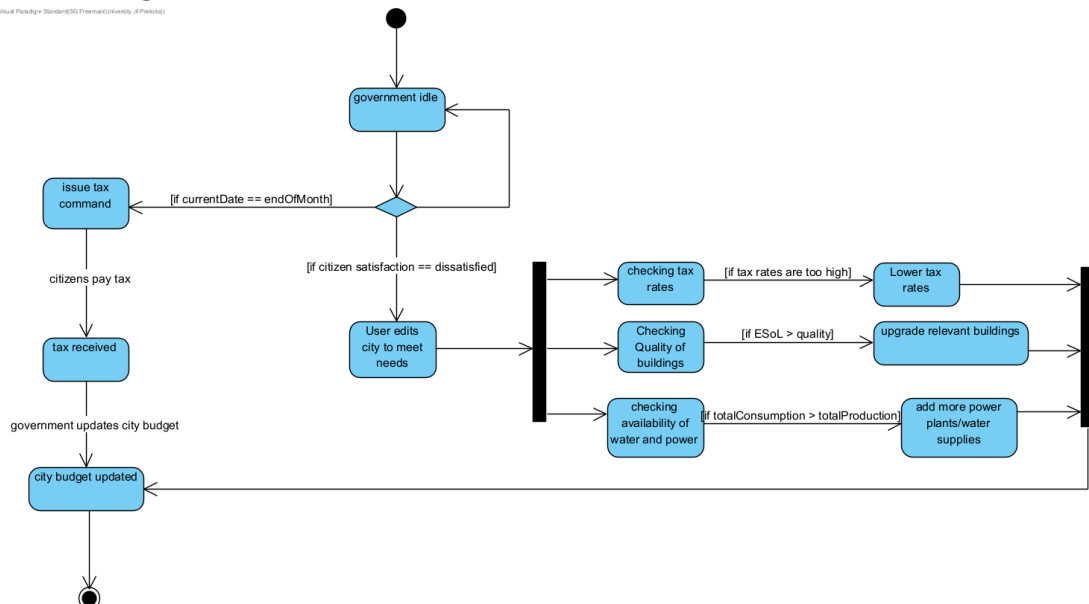 Visual Paradigm Standard(SG Freeman(University of Pretoria))
government idle
issue tax
command
[if currentDate == endOfMonth]
citizens pay tax
[if citizen satisfaction == dissatisfied]
checking tax
rates
[if tax rates are too high]
Lower tax
rates
tax received
User edits
city to meet
needs
Checking
Quality of
buildings
[if ESoL > quality]
upgrade relevant buildings
government updates city budget
checking
availability of
water and power
[if totalConsumption > totalProduction]
add more power
plants/water
supplies
city budget updated